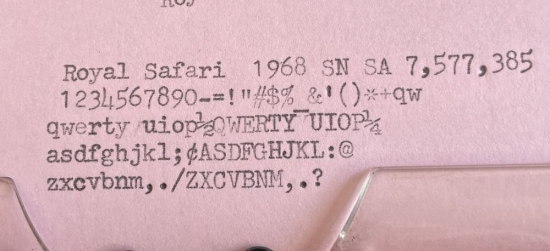 Royal Safari 1968 SN SA 7,577,385
1234567890-=!"#$% &'()*+qw
qwerty uiop½QWERTY¯UIOP¼
asdfghjkl;¢ASDFGHJKL:@
zxcvbnm,./ZXCVBNM,.?